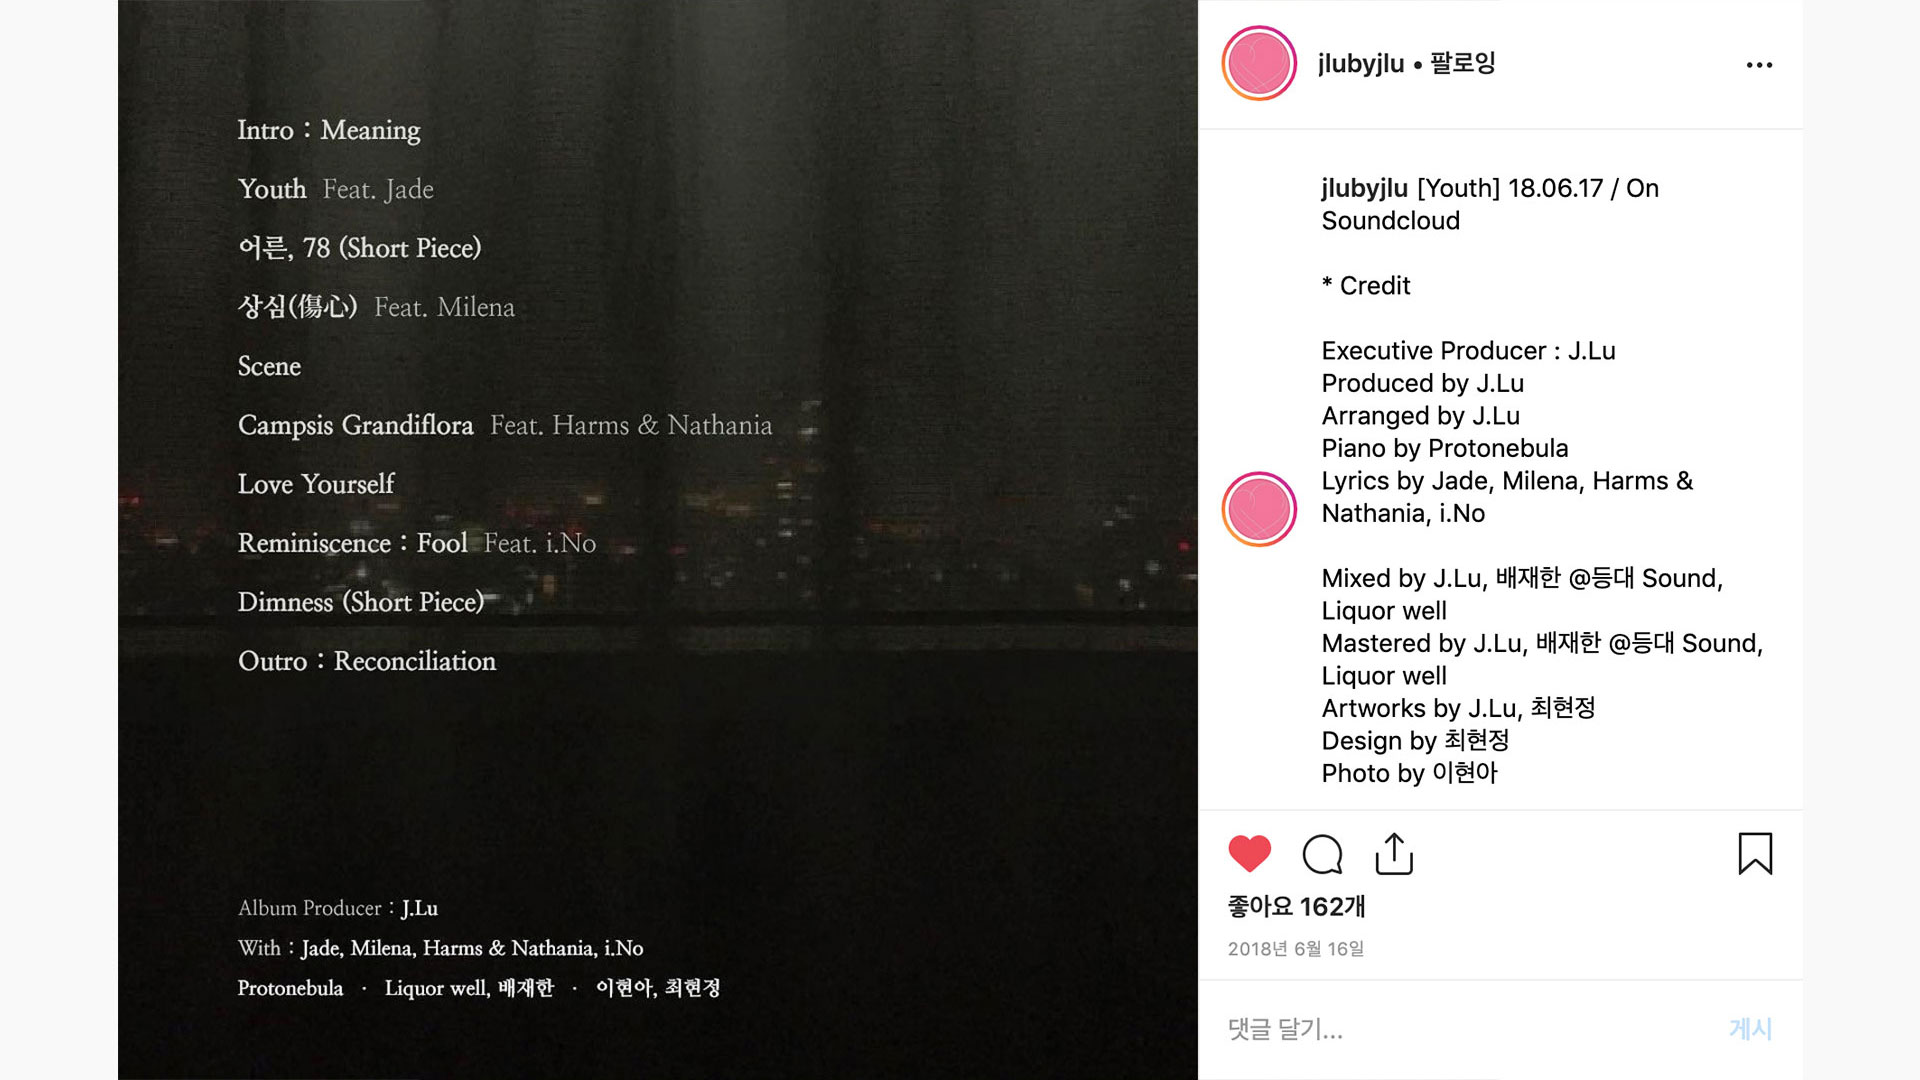 Intro : Meaning
Youth Feat. Jade
어른, 78 (Short Piece)
상심(傷心) Feat. Milena
Scene
Campsis Grandiflora Feat. Harms & Nathania
Love Yourself
Reminiscence : Fool Feat. i.No
Dimness (Short Piece)
Outro : Reconciliation
Album Producer : J.Lu
With : Jade, Milena, Harms & Nathania, i.No
Protonebula · Liquor well, 배재한 · 이현아, 최현정
jlubyjlu • 팔로잉
jlubyjlu [Youth] 18.06.17 / On
Soundcloud
* Credit
Executive Producer : J.Lu
Produced by J.Lu
Arranged by J.Lu
Piano by Protonebula
Lyrics by Jade, Milena, Harms &
Nathania, i.No
Mixed by J.Lu, 배재한 @등대 Sound,
Liquor well
Mastered by J.Lu, 배재한 @등대 Sound,
Liquor well
Artworks by J.Lu, 최현정
Design by 최현정
Photo by 이현아
좋아요 162개
2018년 6월 16일
댓글 달기...
게시